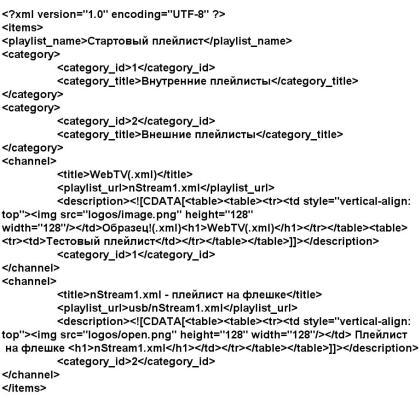 <?xml version="1.0" encoding="UTF-8" ?>
<items>
<playlist_name>Стартовый плейлист</playlist_name>
<category>
<category_id>1</category_id>
<category_title>Внутренние плейлисты</category_title>
</category>
<category>
<category_id>2</category_id>
<category_title>Внешние плейлисты</category_title>
</category>
<channel>
<title>WebTV(.xml)</title>
<playlist_url>nStream1.xml</playlist_url>
<description><![CDATA[<table><table><tr><td style="vertical-align:
top"><img src="logos/image.png" height="128"
width="128"/></td>Образец!(.xml)<h1>WebTV(.xml)</h1></tr></table><table>
<tr><td>Тестовый плейлист</td></tr></table></table>]]></description>
<category_id>1</category_id>
</channel>
<channel>
<title>nStream1.xml - плейлист на флешке</title>
<playlist_url>usb/nStream1.xml</playlist_url>
<description><![CDATA[<table><table><tr><td style="vertical-align:
top"><img src="logos/open.png" height="128" width="128"/></td> Плейлист
на флешке <h1>nStream1.xml</h1></td></tr></table></table>]]></description>
<category_id>2</category_id>
</channel>
</items>